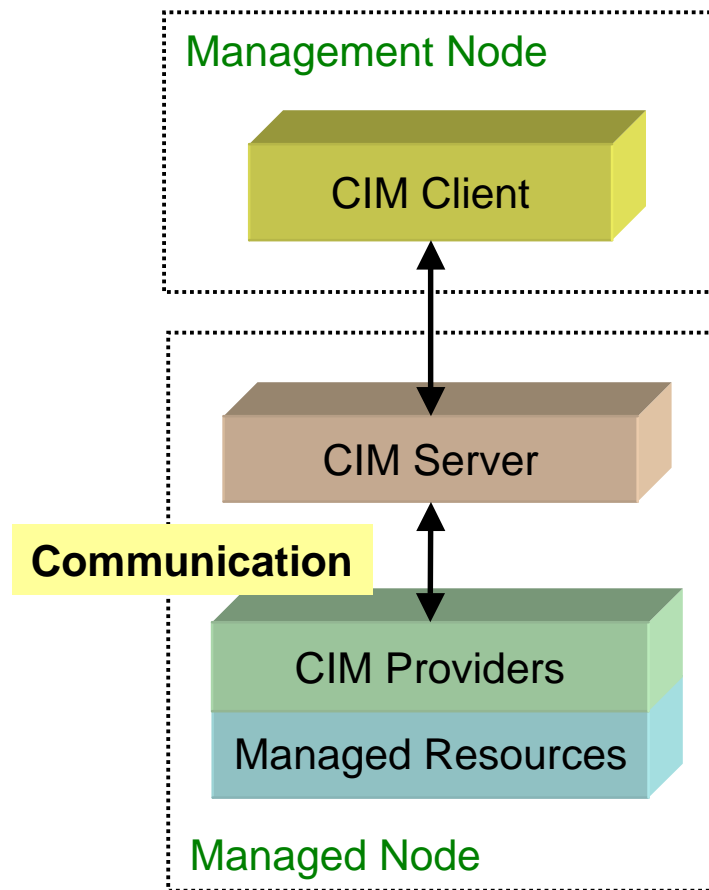 Management Node
CIM Client
CIM Server
Communication
CIM Providers
Managed Resources
Managed Node